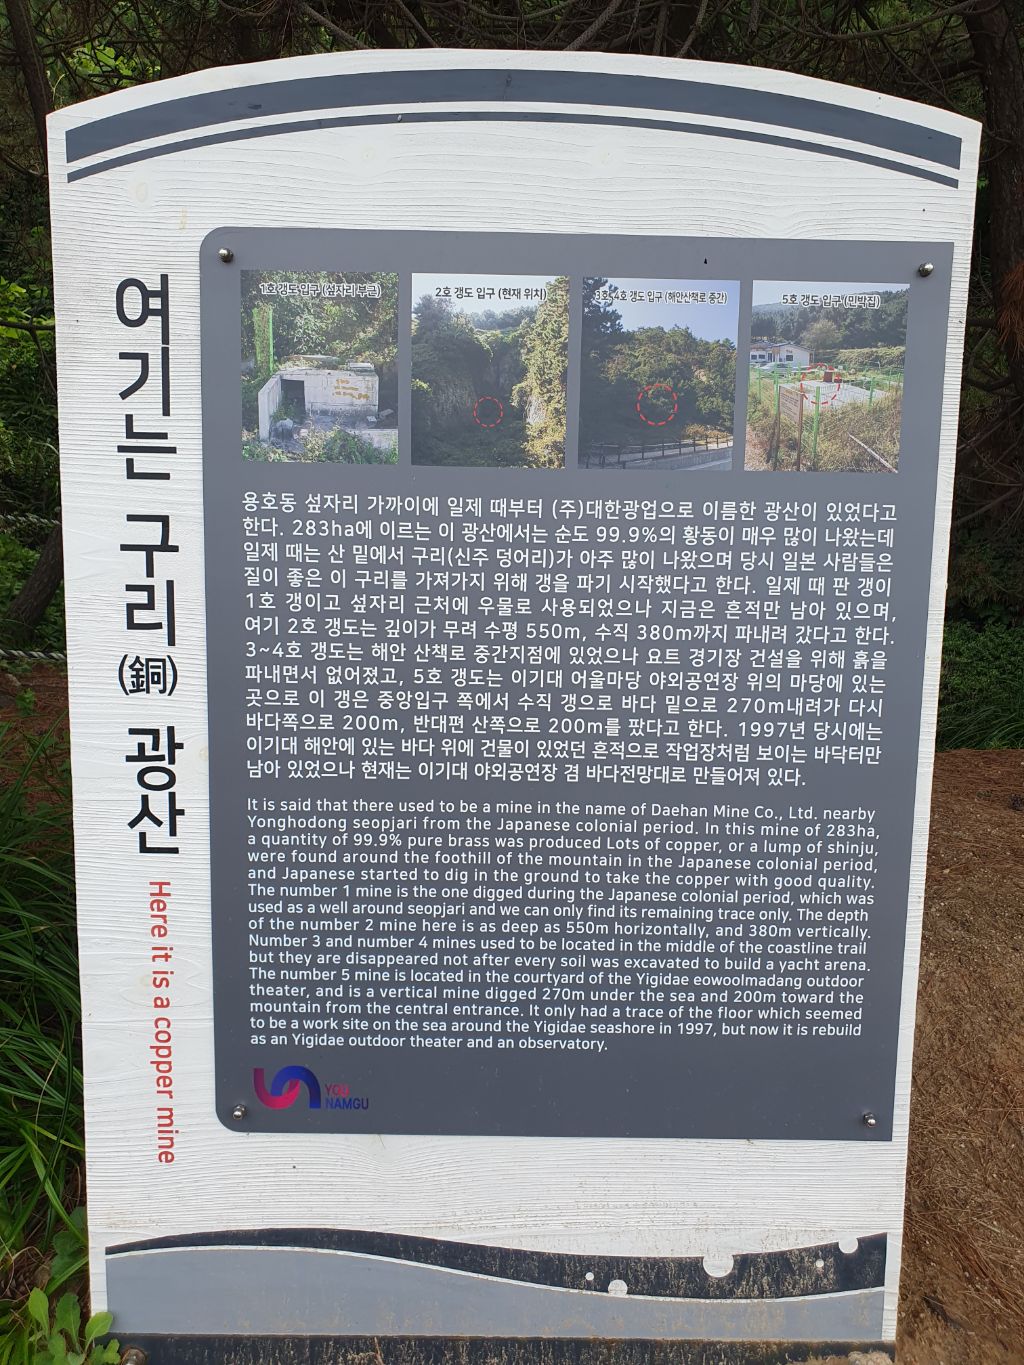 여기는 구리(銅) 광산
Here it is a copper mine
1호 갱도 입구 (섶자리 부근)
2호 갱도 입구 (현재 위치)
3호, 4호 갱도 입구 (해안산책로 중간)
5호 갱도 입구 (민박집)
용호동 섶자리 가까이에 일제 때부터 (주)대한광업으로 이름한 광산이 있었다고
한다. 283ha에 이르는 이 광산에서는 순도 99.9%의 황동이 매우 많이 나왔는데
일제 때는 산 밑에서 구리(신주 덩어리)가 아주 많이 나왔으며 당시 일본 사람들은
질이 좋은 이 구리를 가져가지 위해 갱을 파기 시작했다고 한다. 일제 때 판 갱이
1호 갱이고 섶자리 근처에 우물로 사용되었으나 지금은 흔적만 남아 있으며,
여기 2호 갱도는 깊이가 무려 수평 550m, 수직 380m까지 파내려 갔다고 한다.
3~4호 갱도는 해안 산책로 중간지점에 있었으나 요트 경기장 건설을 위해 흙을
파내면서 없어졌고, 5호 갱도는 이기대 어울마당 야외공연장 위의 마당에 있는
곳으로 이 갱은 중앙입구 쪽에서 수직 갱으로 바다 밑으로 270m내려가 다시
바다쪽으로 200m, 반대편 산쪽으로 200m를 팠다고 한다. 1997년 당시에는
이기대 해안에 있는 바다 위에 건물이 있었던 흔적으로 작업장처럼 보이는 바닥터만
남아 있었으나 현재는 이기대 야외공연장 겸 바다전망대로 만들어져 있다.
It is said that there used to be a mine in the name of Daehan Mine Co., Ltd. nearby
Yonghodong seopjari from the Japanese colonial period. In this mine of 283ha,
a quantity of 99.9% pure brass was produced Lots of copper, or a lump of shinju,
were found around the foothill of the mountain in the Japanese colonial period,
and Japanese started to dig in the ground to take the copper with good quality.
The number 1 mine is the one digged during the Japanese colonial period, which was
used as a well around seopjari and we can only find its remaining trace only. The depth
of the number 2 mine here is as deep as 550m horizontally, and 380m vertically.
Number 3 and number 4 mines used to be located in the middle of the coastline trail
but they are disappeared not after every soil was excavated to build a yacht arena.
The number 5 mine is located in the courtyard of the Yigidae eowoolmadang outdoor
theater, and is a vertical mine digged 270m under the sea and 200m toward the
mountain from the central entrance. It only had a trace of the floor which seemed
to be a work site on the sea around the Yigidae seashore in 1997, but now it is rebuild
as an Yigidae outdoor theater and an observatory.
YOU
NAMGU